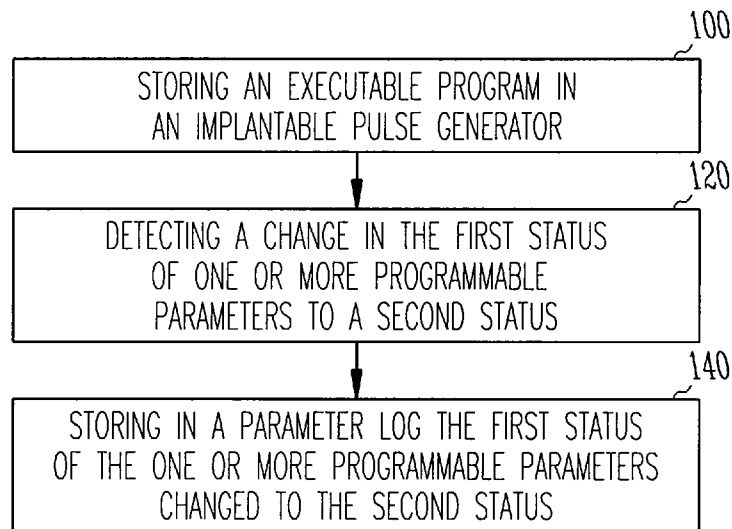 100
STORING AN EXECUTABLE PROGRAM IN
AN IMPLANTABLE PULSE GENERATOR
120
DETECTING A CHANGE IN THE FIRST STATUS
OF ONE OR MORE PROGRAMMABLE
PARAMETERS TO A SECOND STATUS
140
STORING IN A PARAMETER LOG THE FIRST STATUS
OF THE ONE OR MORE PROGRAMMABLE PARAMETERS
CHANGED TO THE SECOND STATUS